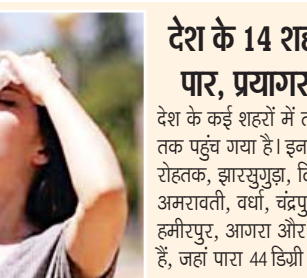 देश के 14
पार,
देश के कई शहरों में
तक पहुंच गया है। इन
रोहतक, झारसुगुड़ा,
अमरावती, वर्धा,
हमीरपुर, आगरा और
हैं, जहां पारा 44 डिग्री